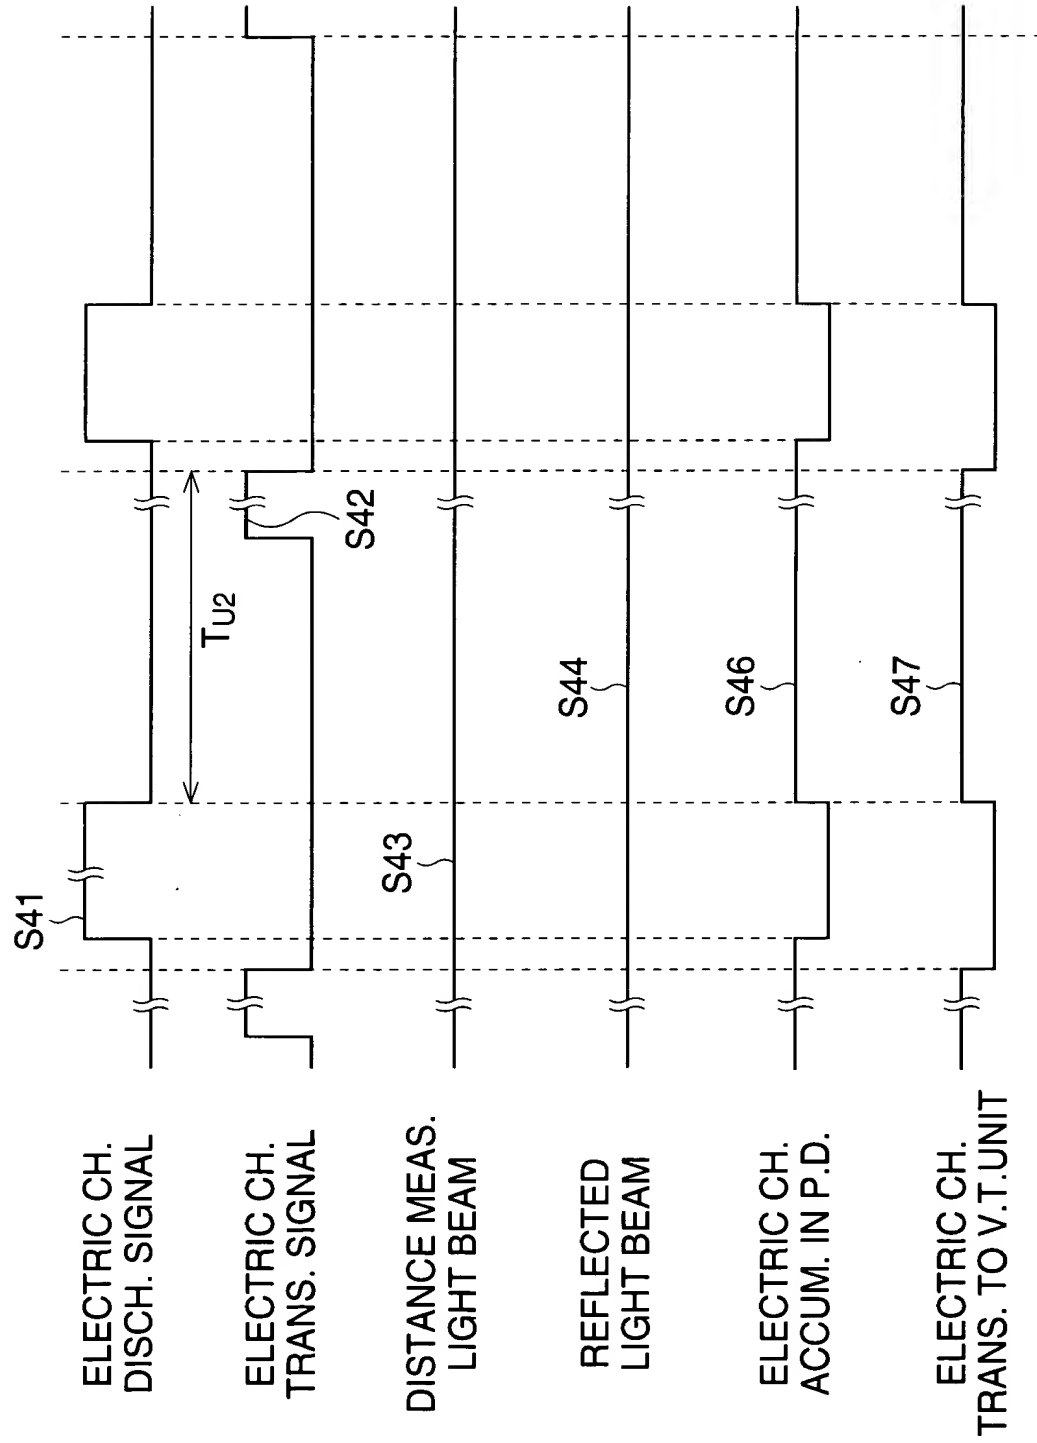 ELECTRIC CH.
DISCH. SIGNAL
S41
TU2
ELECTRIC CH.
TRANS. SIGNAL
S42
DISTANCE MEAS.
LIGHT BEAM
S43
REFLECTED
LIGHT BEAM
S44
ELECTRIC CH.
ACCUM. IN P.D.
S46
ELECTRIC CH.
TRANS. TO V.T.UNIT
S47